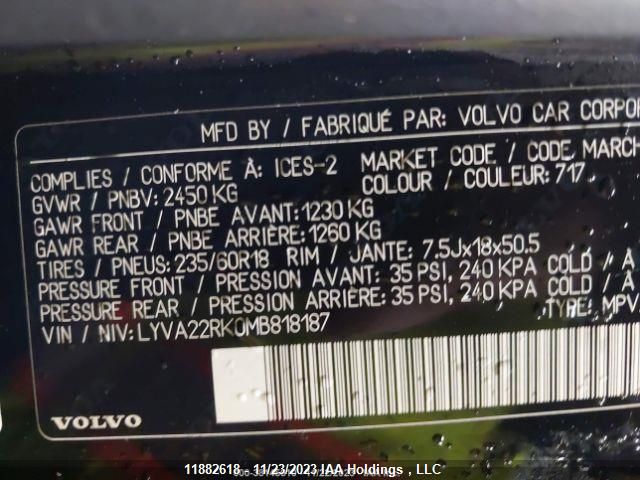 MFD BY / FABRIQUÉ PAR: VOLVO CAR
COMPLIES / CONFORME À: ICES-2 MARKET CODE / CODE
GVWR / PNBV: 2450 KG COLOUR / COULEUR: 717
GAWR FRONT / PNBE AVANT: 1230 KG
GAWR REAR / PNBE ARRIÈRE: 1260 KG
TIRES / PNEUS: 235/60R18 RIM / JANTE: 7.5Jx18x50.5
PRESSURE FRONT / PRESSION AVANT: 35 PSI, 240 KPA COLD / À
PRESSURE REAR / PRESSION ARRIÈRE: 35 PSI, 240 KPA COLD / À
VIN / NIV: LYVA22RK0MB818187 TYPE: MPV
VOLVO
11882618 - 11/23/2023 IAA Holdings , LLC